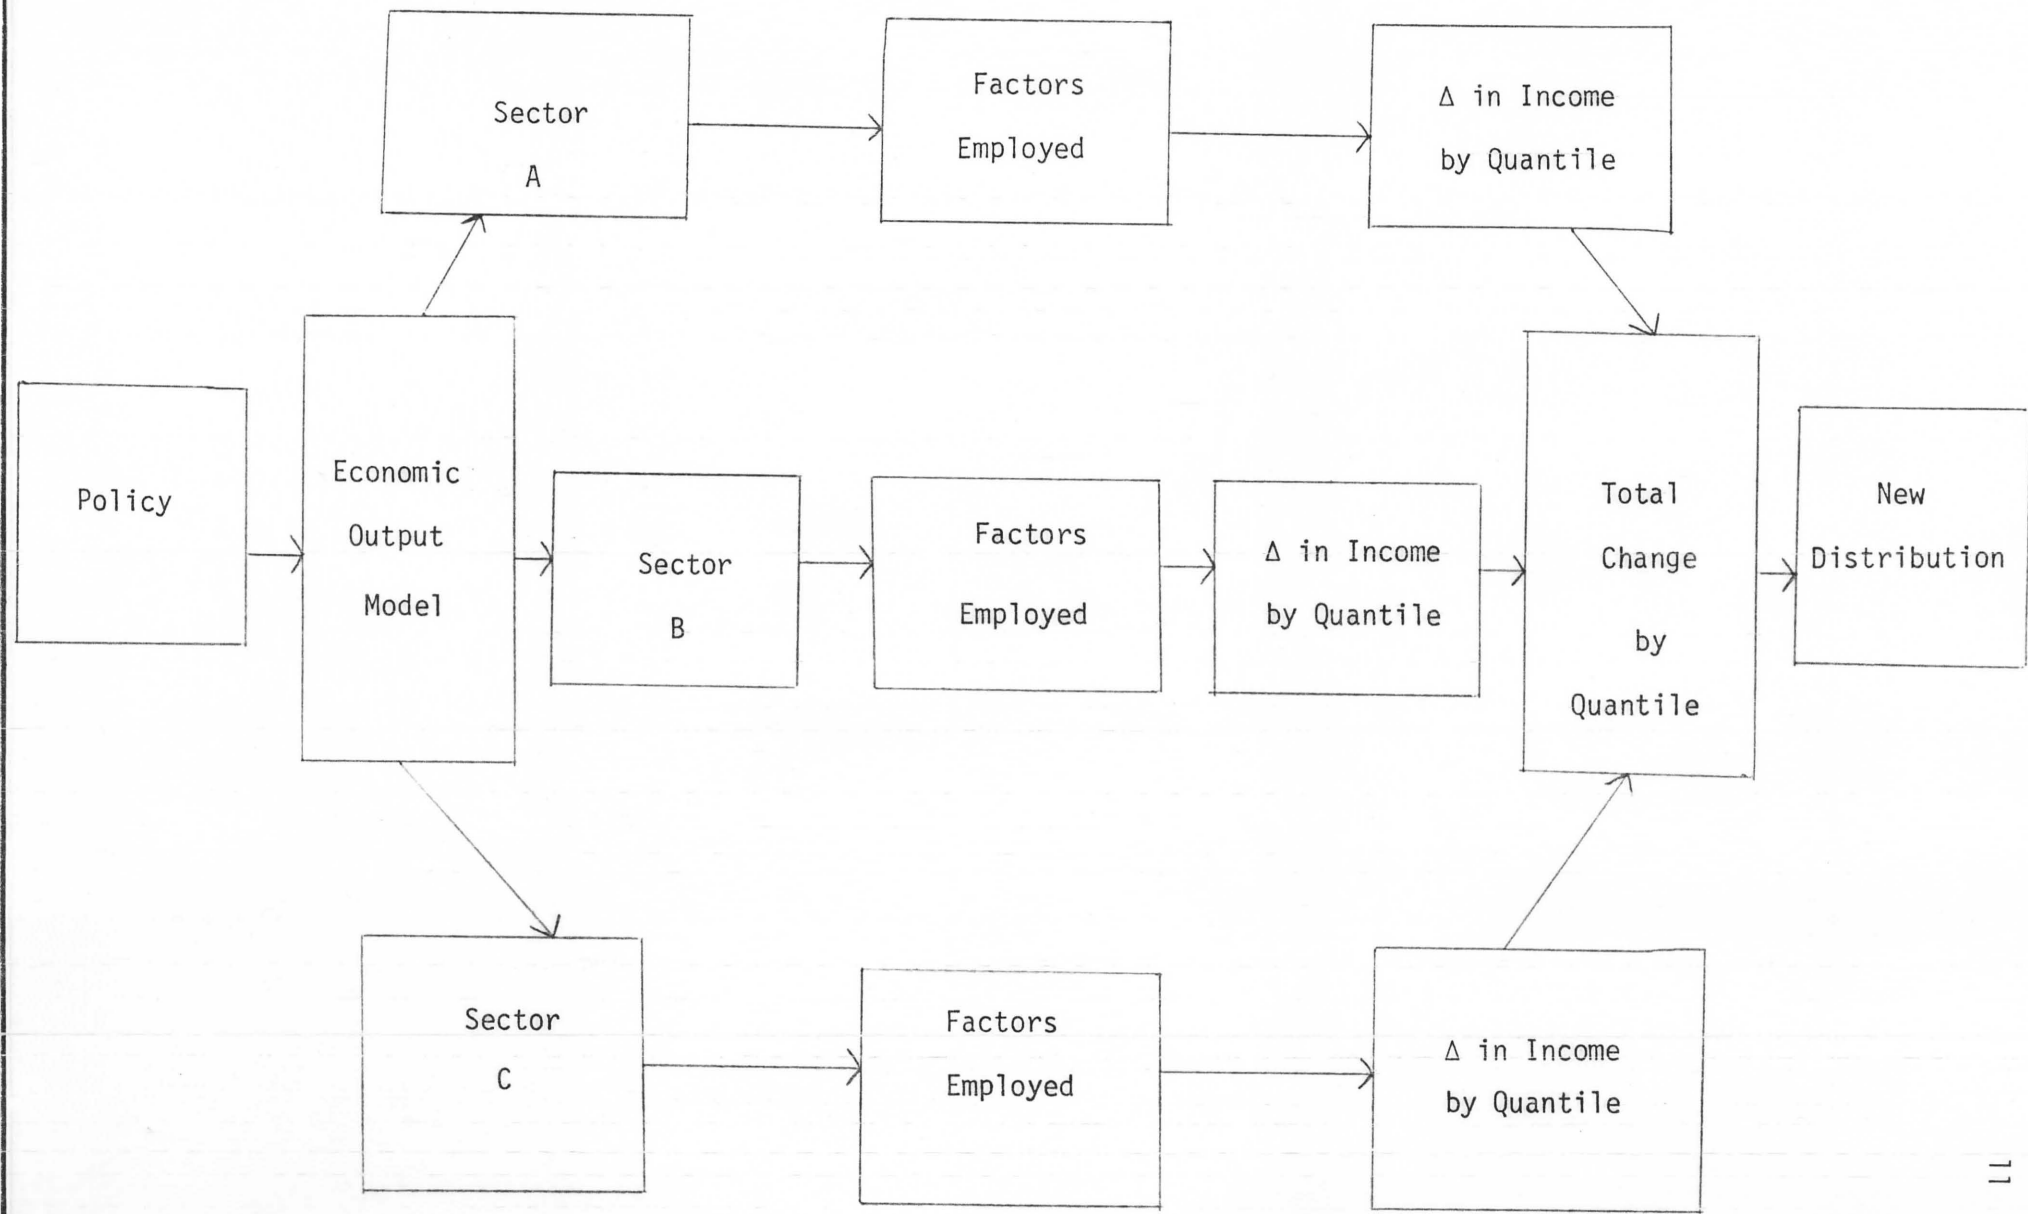 Sector
A
Factors
Employed
Δ in Income
by Quantile
Policy
Economic
Output
Model
Sector
B
Factors
Employed
Δ in Income
by Quantile
Total
Change
by
Quantile
New
Distribution
Sector
C
Factors
Employed
Δ in Income
by Quantile
11